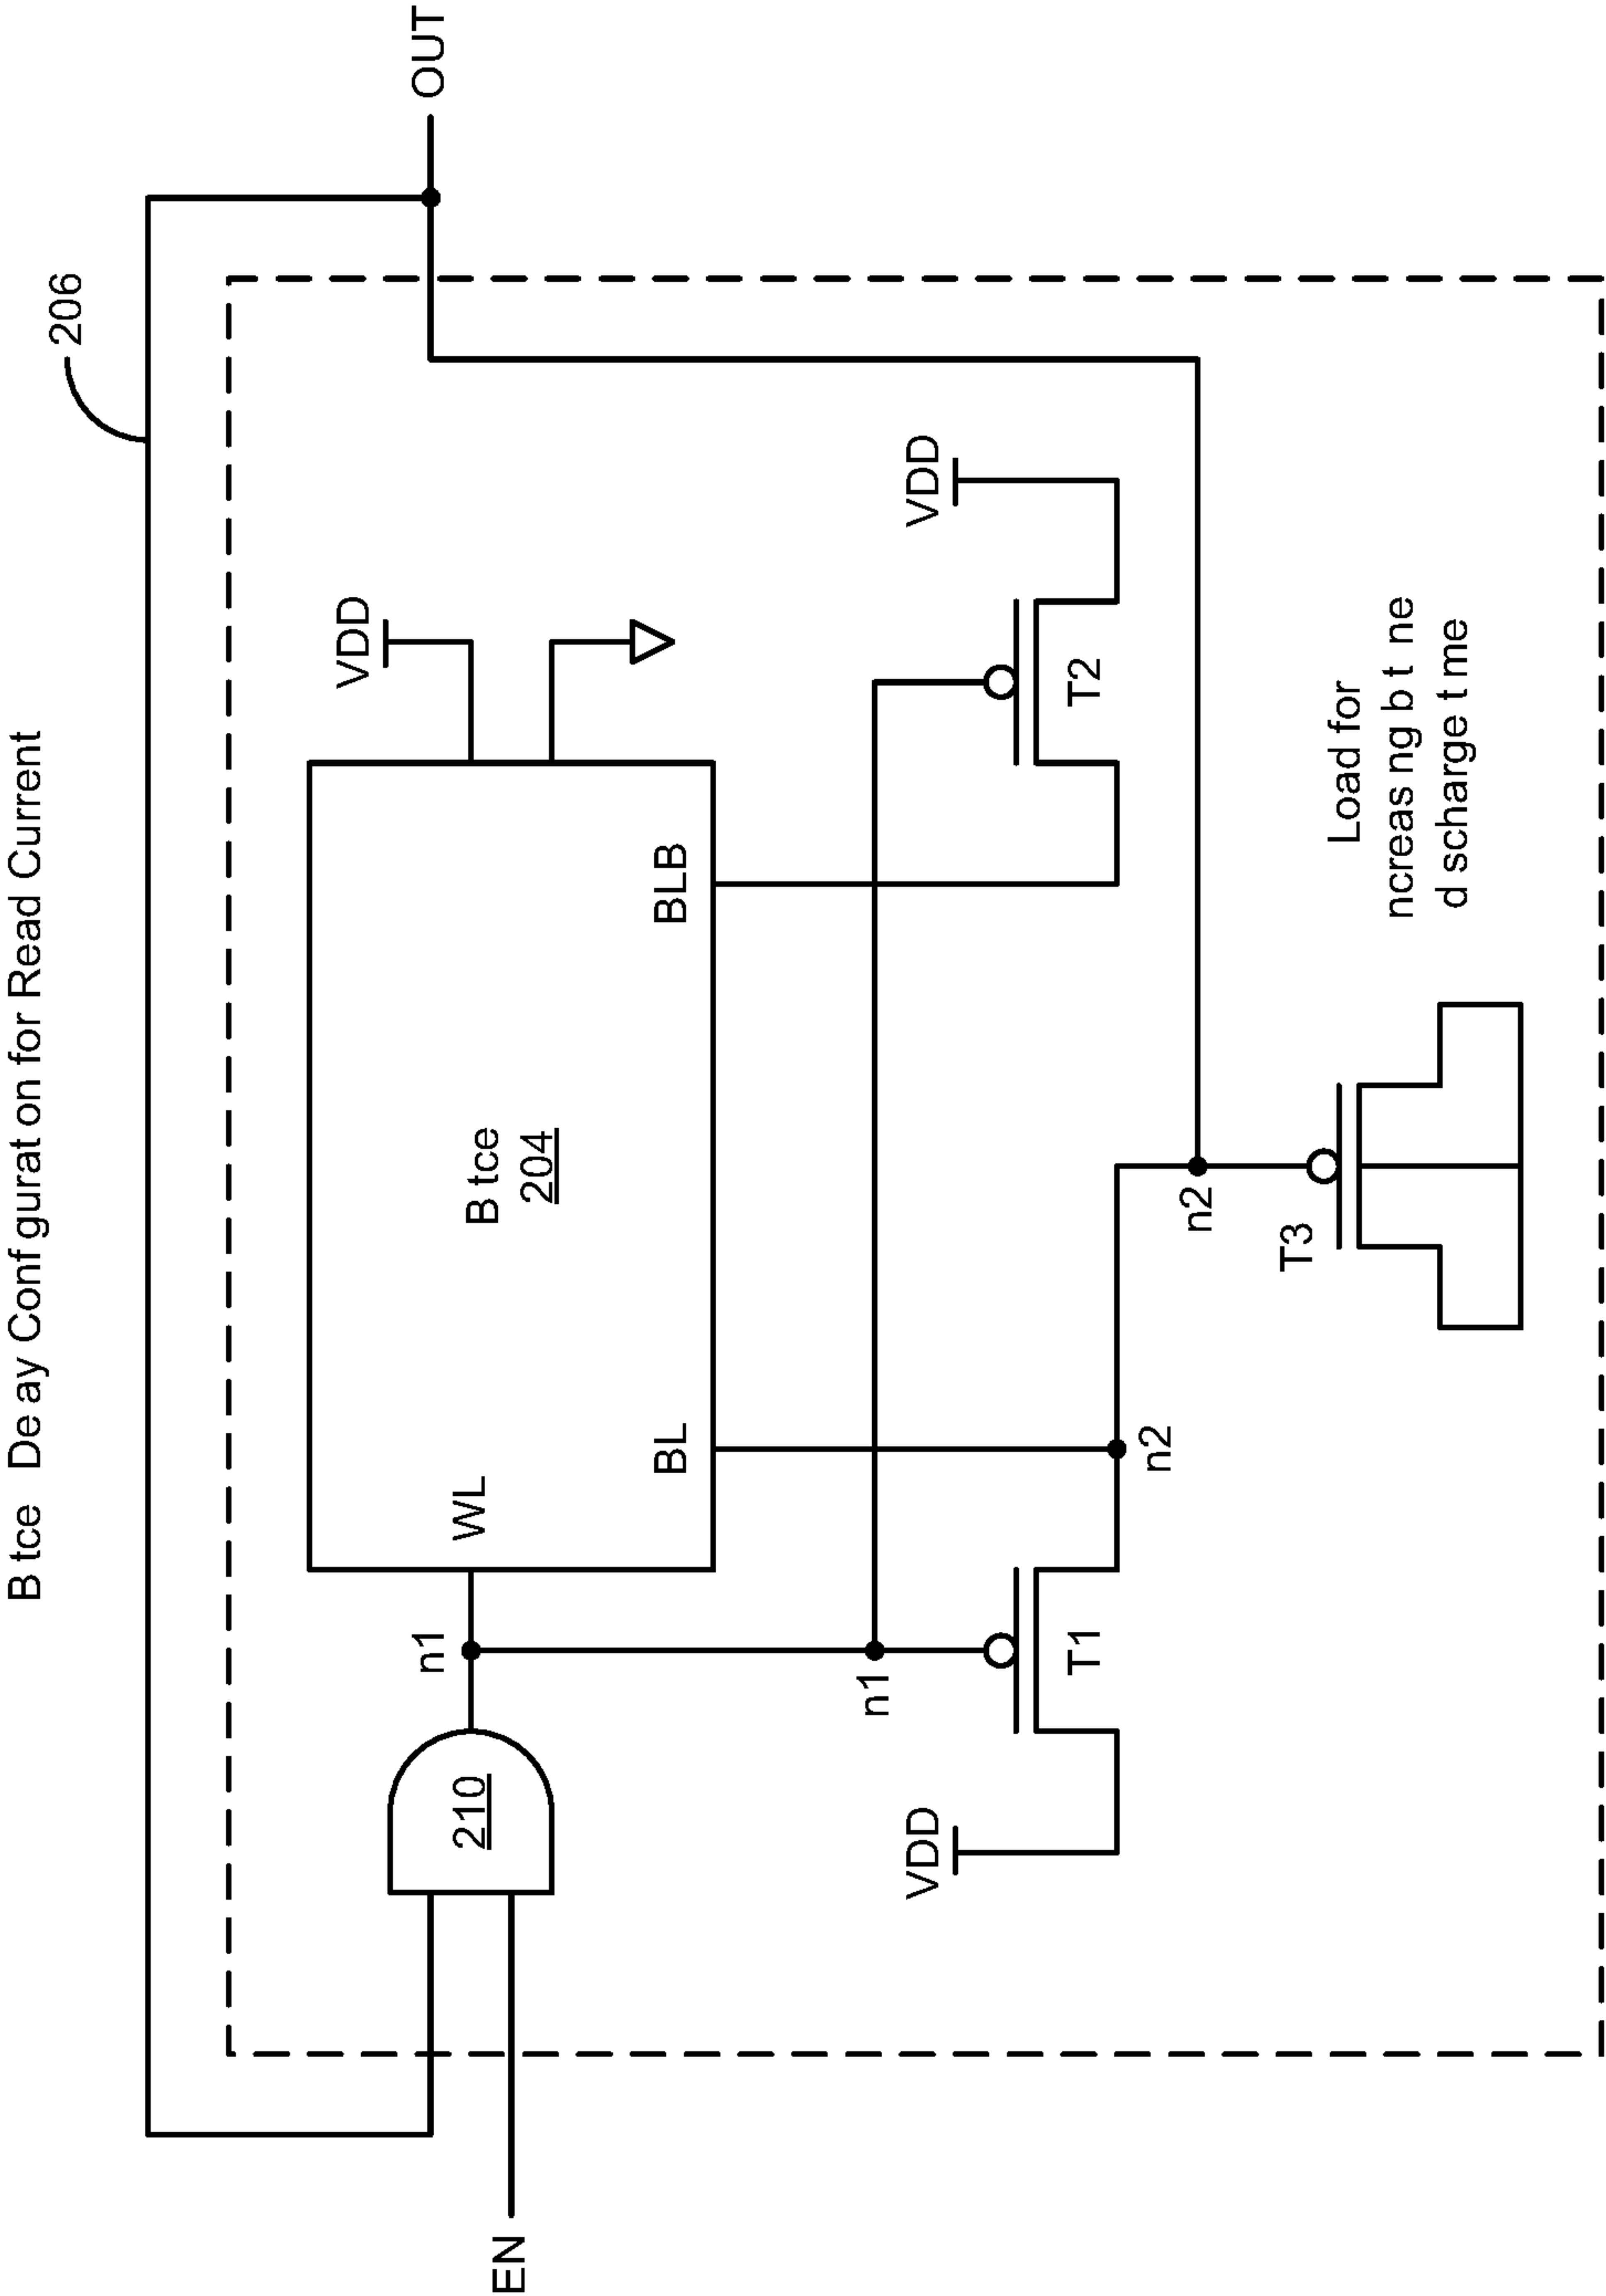 B tce De ay Conf gurat on for Read Current
206
OUT
VDD
WL
n1
B tce
204
BL
BLB
210
EN
n1
VDD
T1
n2
VDD
T2
n2
T3
Load for
ncreas ng b t ne
d scharge t me